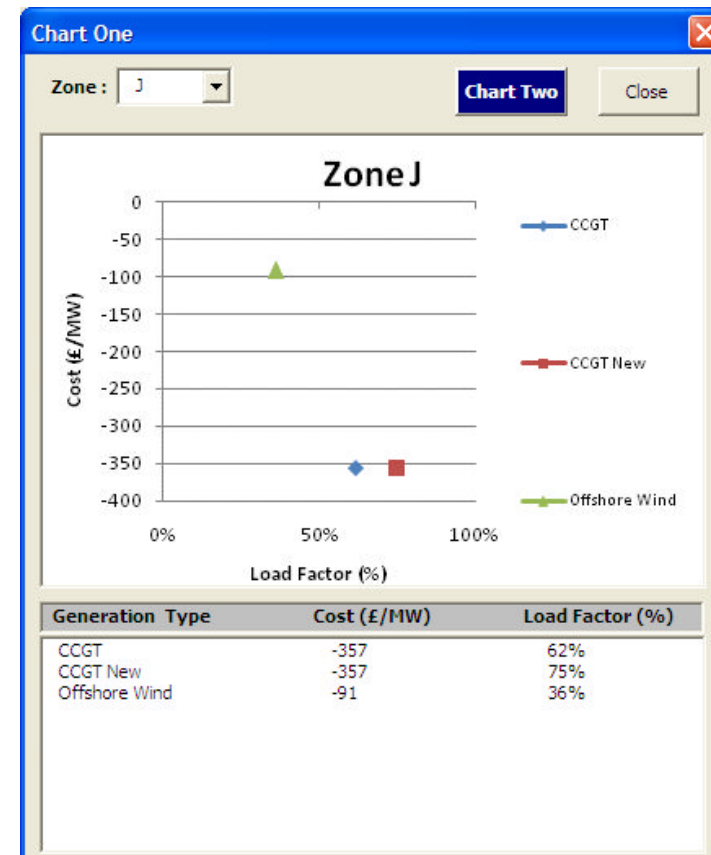 Chart One
Zone : J
Chart Two
Close
Zone J
0
-50
-100
-150
-200
-250
-300
-350
-400
Cost (£/MW)
0% 50% 100%
Load Factor (%)
CCGT
CCGT New
Offshore Wind
Generation Type Cost (£/MW) Load Factor (%)
CCGT -357 62%
CCGT New -357 75%
Offshore Wind -91 36%